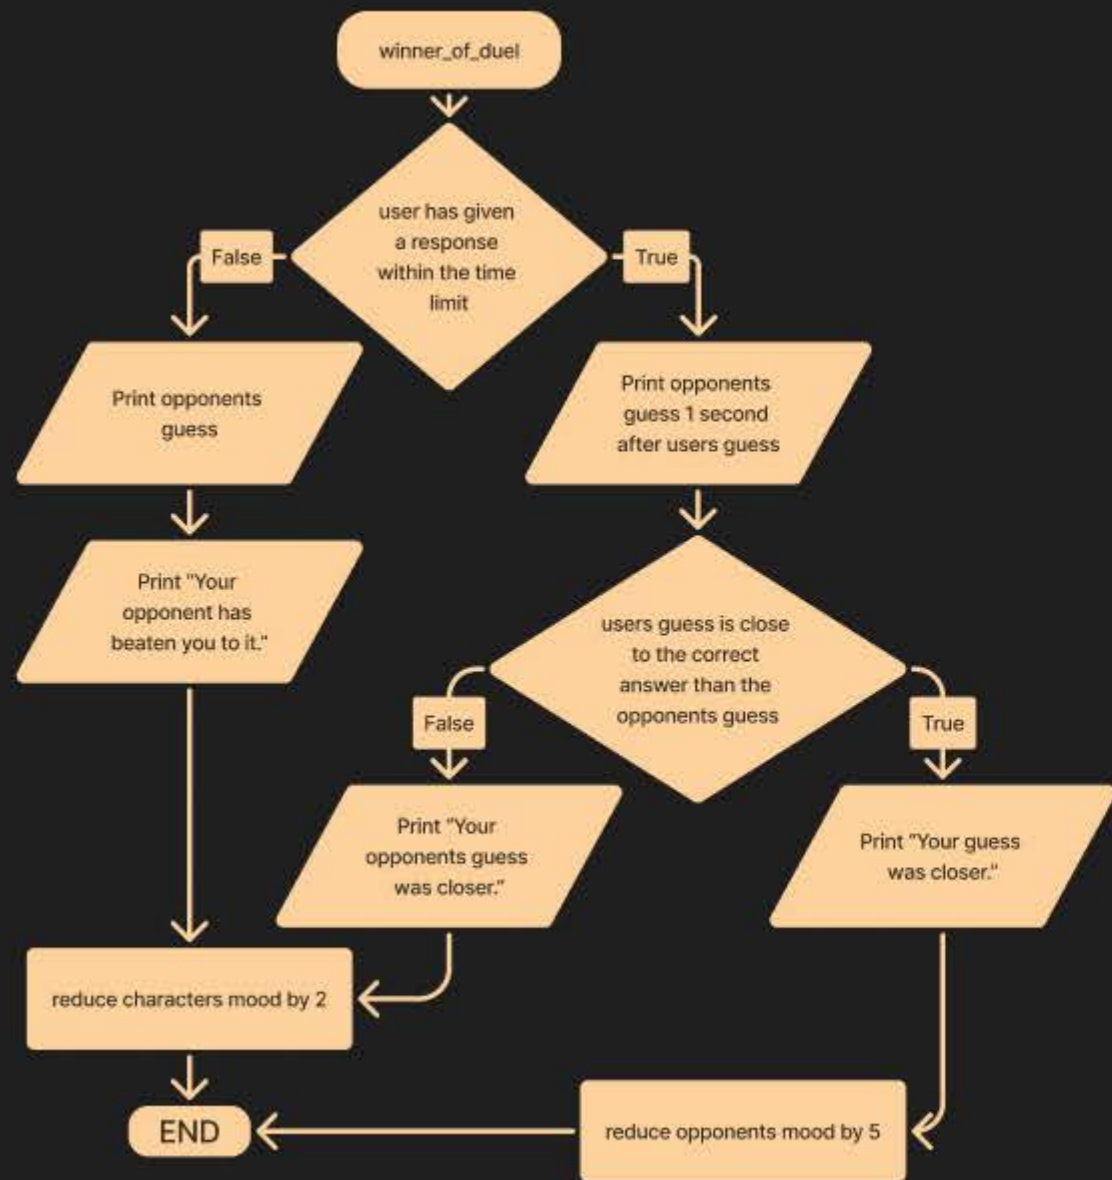 winner_of_duel
user has given
a response
within the time
limit
False
True
Print opponents
guess
Print opponents
guess 1 second
after users guess
Print "Your
opponent has
beaten you to it."
users guess is close
to the correct
answer than the
opponents guess
False
True
Print "Your
opponents guess
was closer."
Print "Your guess
was closer."
reduce characters mood by 2
END
reduce opponents mood by 5